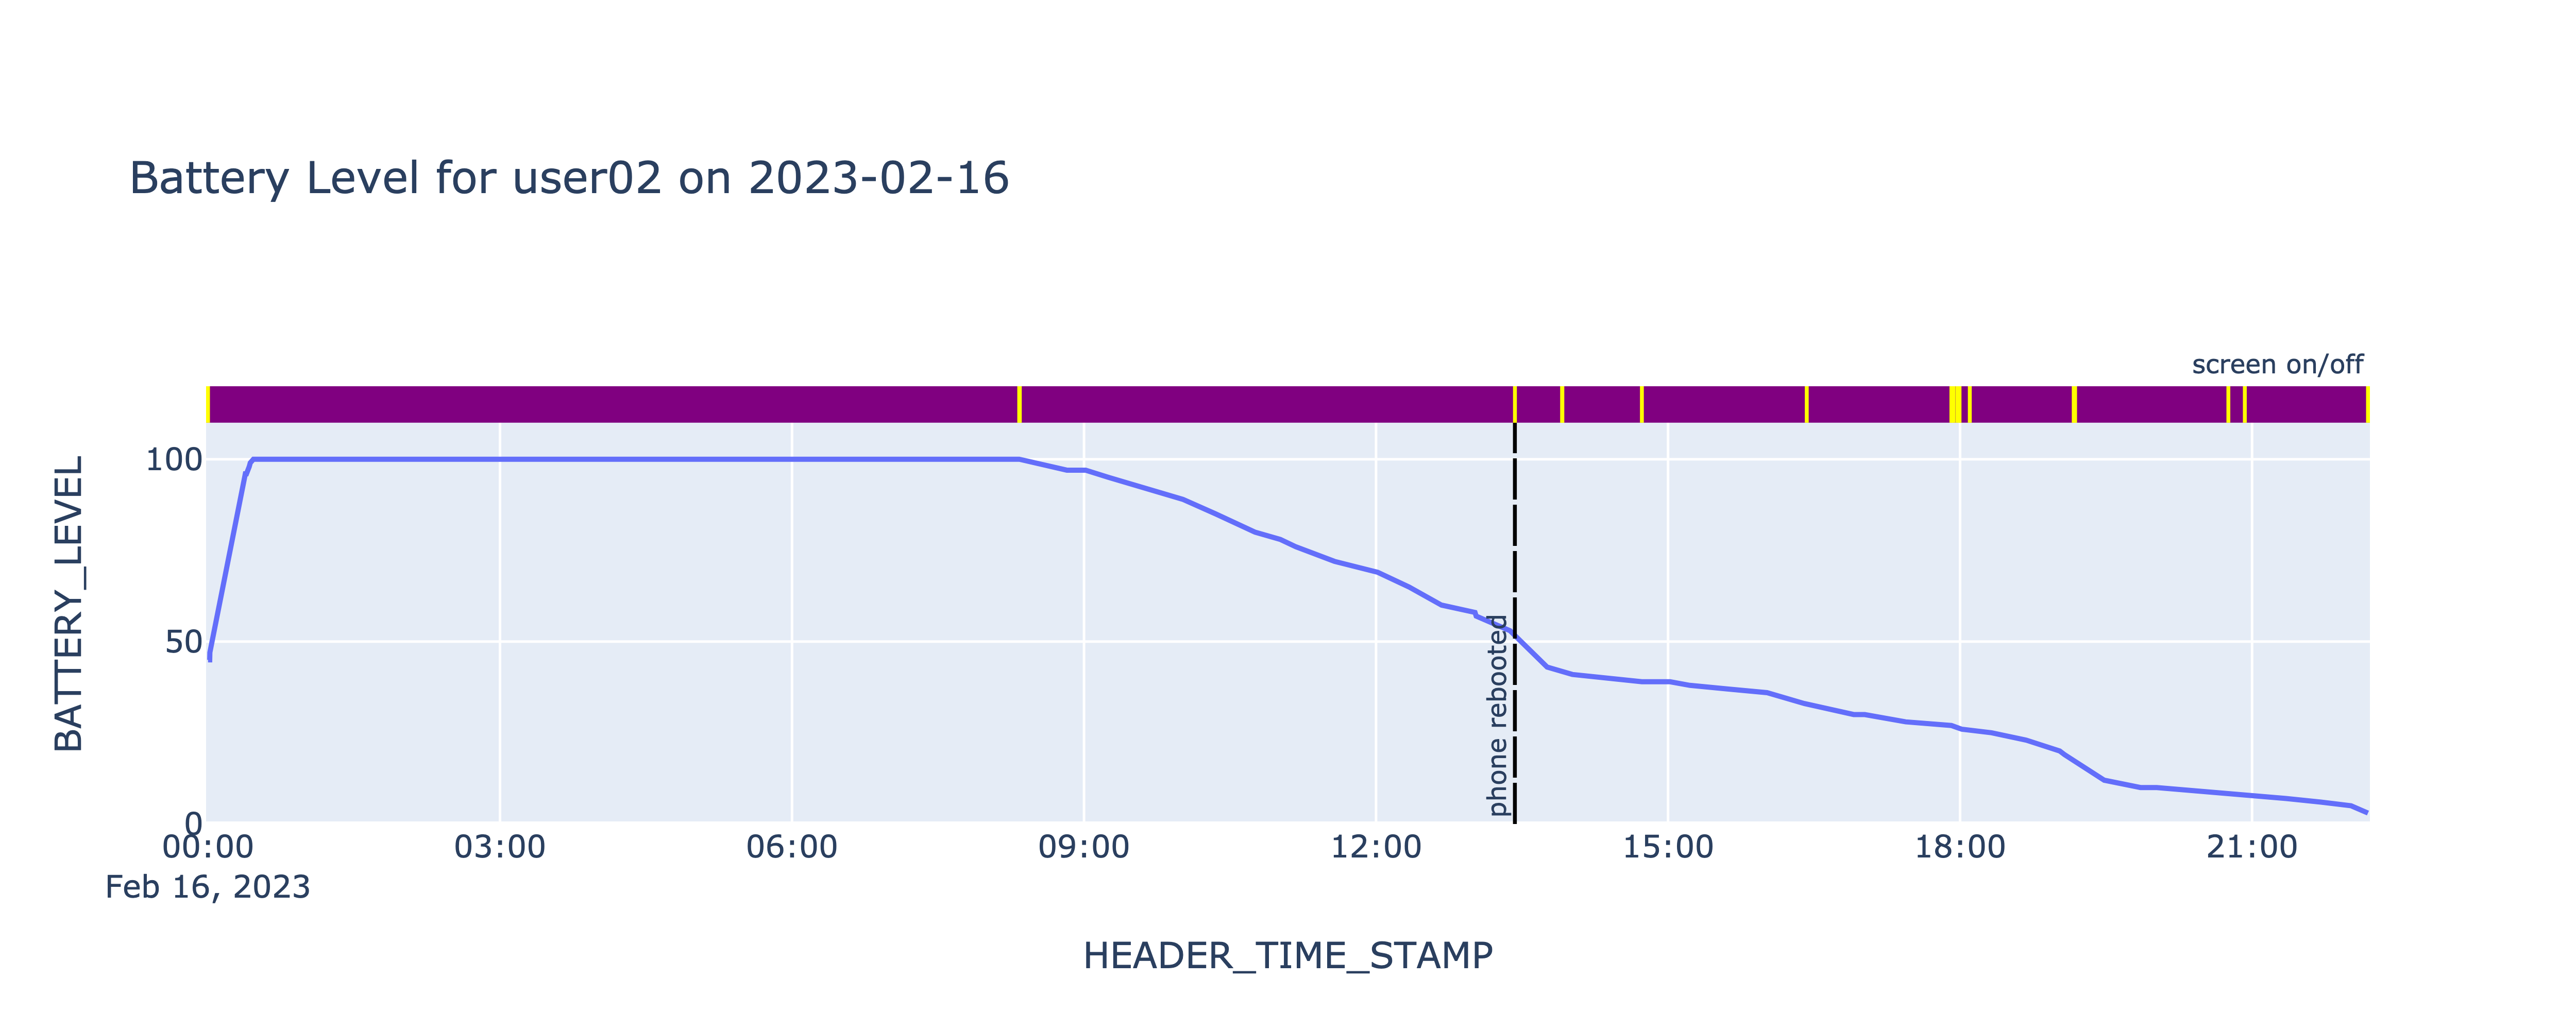 Battery Level for user02 on 2023-02-16
screen on/off
BATTERY_LEVEL
100
50
0
phone rebooted
00:00 03:00 06:00 09:00 12:00 15:00 18:00 21:00
Feb 16, 2023
HEADER_TIME_STAMP